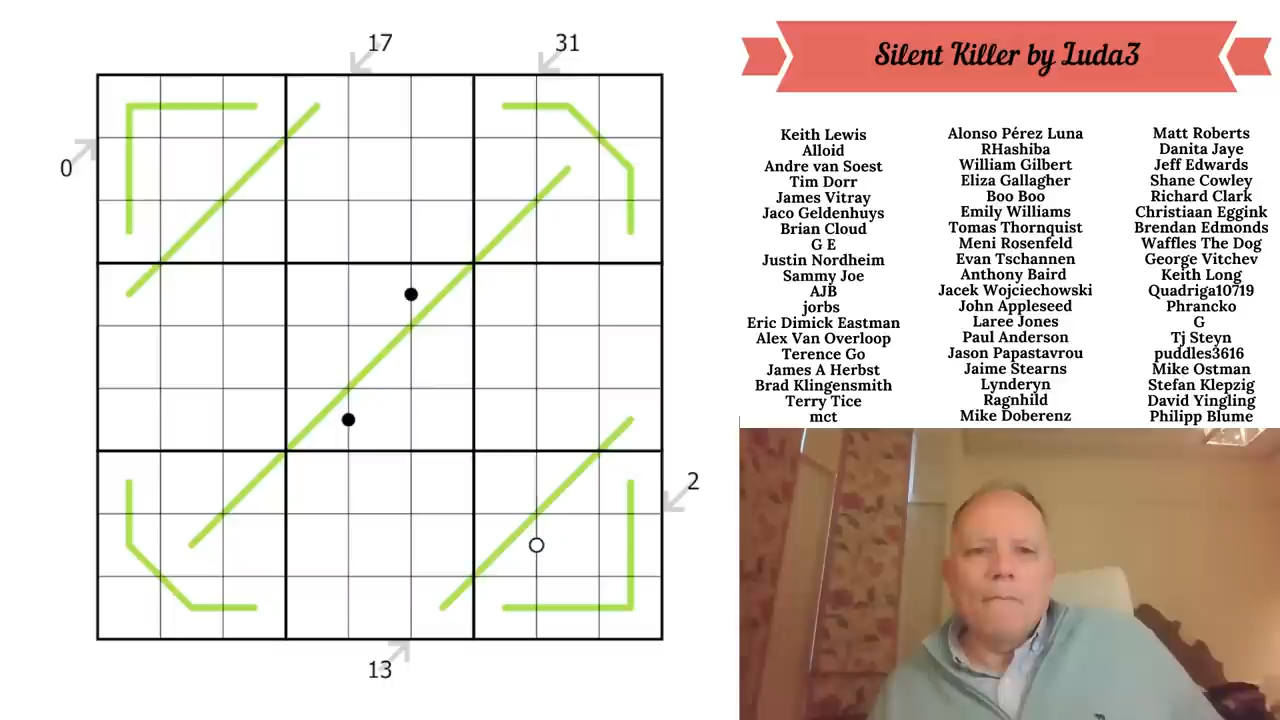 17
31
0
2
13
Silent Killer by Luda3
Keith Lewis
Alloid
Andre van Soest
Tim Dorr
James Vitray
Jaco Geldenhuys
Brian Cloud
G E
Justin Nordheim
Sammy Joe
AJB
jorbs
Eric Dimick Eastman
Alex Van Overloop
Terence Go
James A Herbst
Brad Klingensmith
Terry Tice
mct
Alonso Pérez Luna
RHashiba
William Gilbert
Eliza Gallagher
Boo Boo
Emily Williams
Tomas Thornquist
Meni Rosenfeld
Evan Tschannen
Anthony Baird
Jacek Wojciechowski
John Appleseed
Laree Jones
Paul Anderson
Jason Papastavrou
Jaime Stearns
Lynderyn
Ragnhild
Mike Doberenz
Matt Roberts
Danita Jaye
Jeff Edwards
Shane Cowley
Richard Clark
Christiaan Eggink
Brendan Edmonds
Waffles The Dog
George Vitchev
Keith Long
Quadriga10719
Phrancko
G
Tj Steyn
puddles3616
Mike Ostman
Stefan Klepzig
David Yingling
Philipp Blume